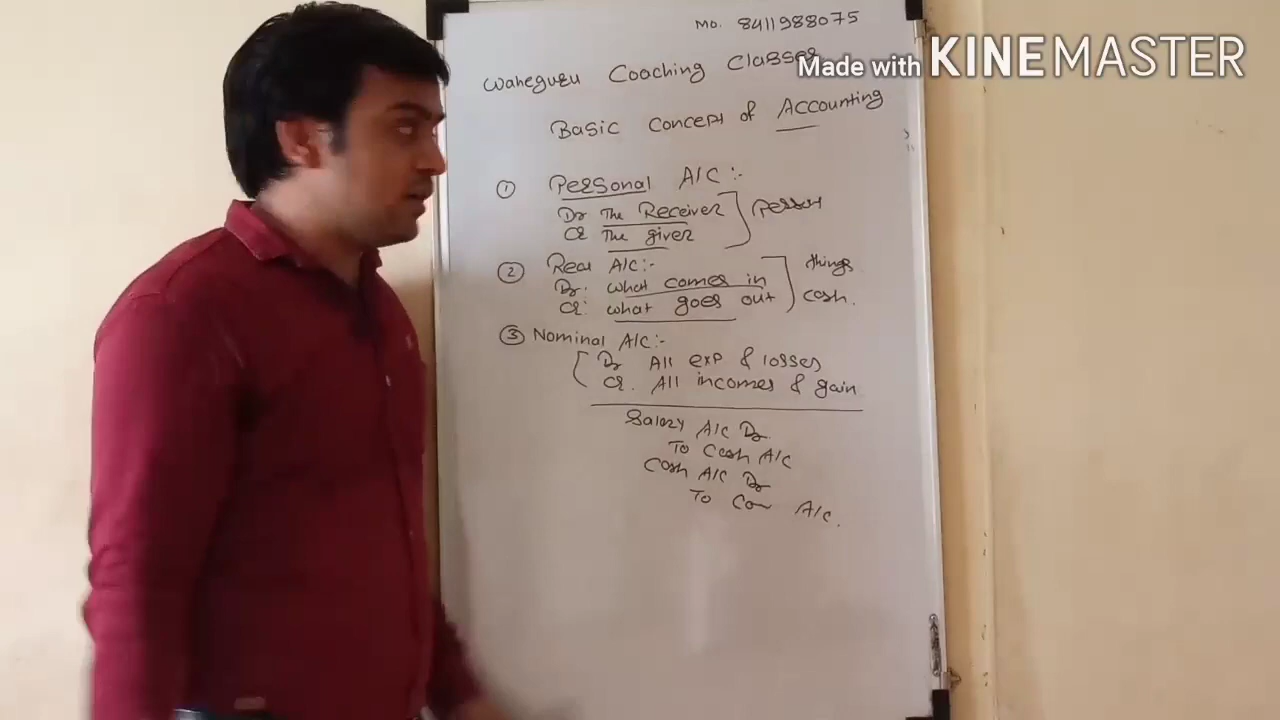 Mo. 8411988075
Made with KINEMASTER
Waheguru Coaching Classes
Basic Concept of Accounting
① Personal A/C :-
Dr The Receiver
Cr The giver
Person
② Real A/C:-
Dr. what comes in
Cr: what goes out
things
cash.
③ Nominal A/C:-
Dr All exp & losses
Cr. All incomes & gain
Salary A/C Dr
To Cash A/C
Cash A/C Dr
To Com A/C.